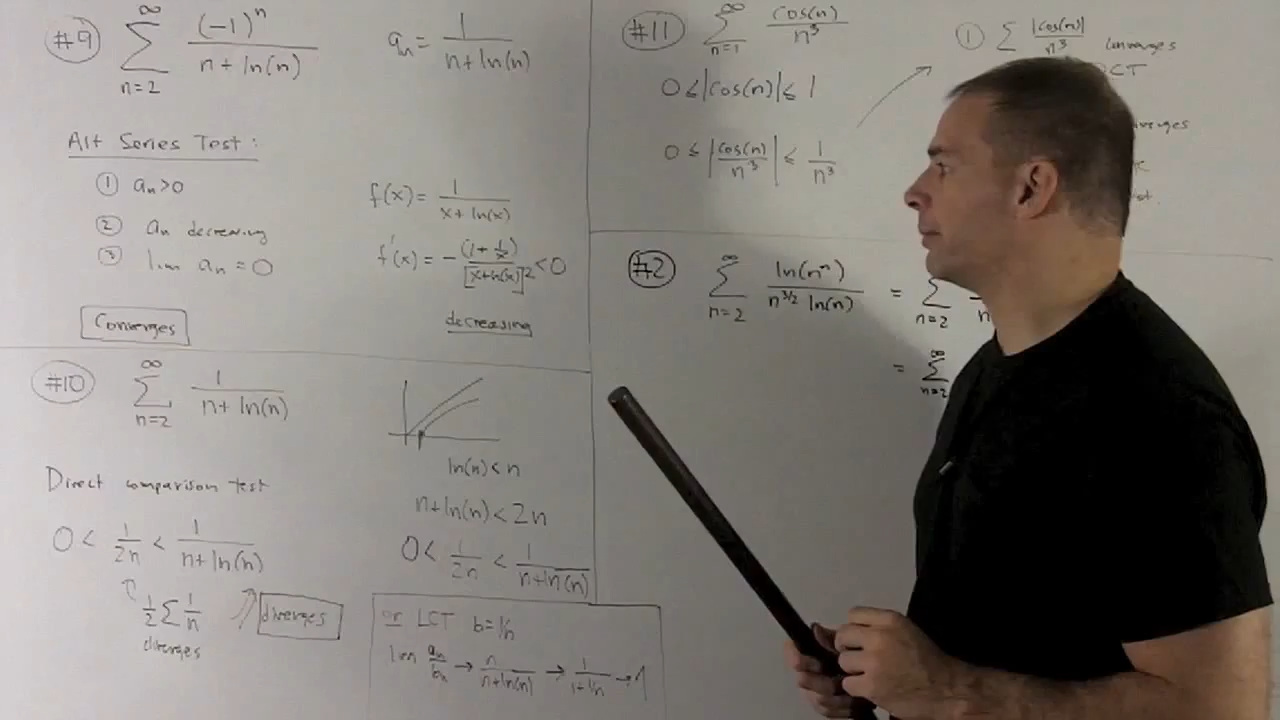 #9 ∑_{n=2}^{∞} (-1)^n / (n + ln(n)) a_n = 1 / (n + ln(n))
Alt Series Test:
① a_n > 0
② a_n decreasing
③ lim a_n = 0
Converges
f(x) = 1 / (x + ln(x))
f'(x) = -(1 + 1/x) / [x + ln(x)]^2 < 0
decreasing
#10 ∑_{n=2}^{∞} 1 / (n + ln(n))
Direct comparison test
0 < 1/2n < 1 / (n + ln(n))
1/2 ∑ 1/n
diverges
diverges
ln(n) < n
n + ln(n) < 2n
0 < 1/2n < 1 / (n + ln(n))
or LCT b = 1/n
lim a_n/b_n → n / (n + ln(n)) → 1 / (1 + 1/n) → 1
#11 ∑_{n=1}^{∞} cos(n) / n^3
0 ≤ |cos(n)| ≤ 1
0 ≤ |cos(n) / n^3| ≤ 1 / n^3
① ∑ |cos(n)| / n^3 converges
#2 ∑_{n=2}^{∞} ln(n^n) / (n^{3/2} ln(n)) = ∑_{n=2}
= ∑_{n=2}^{∞}